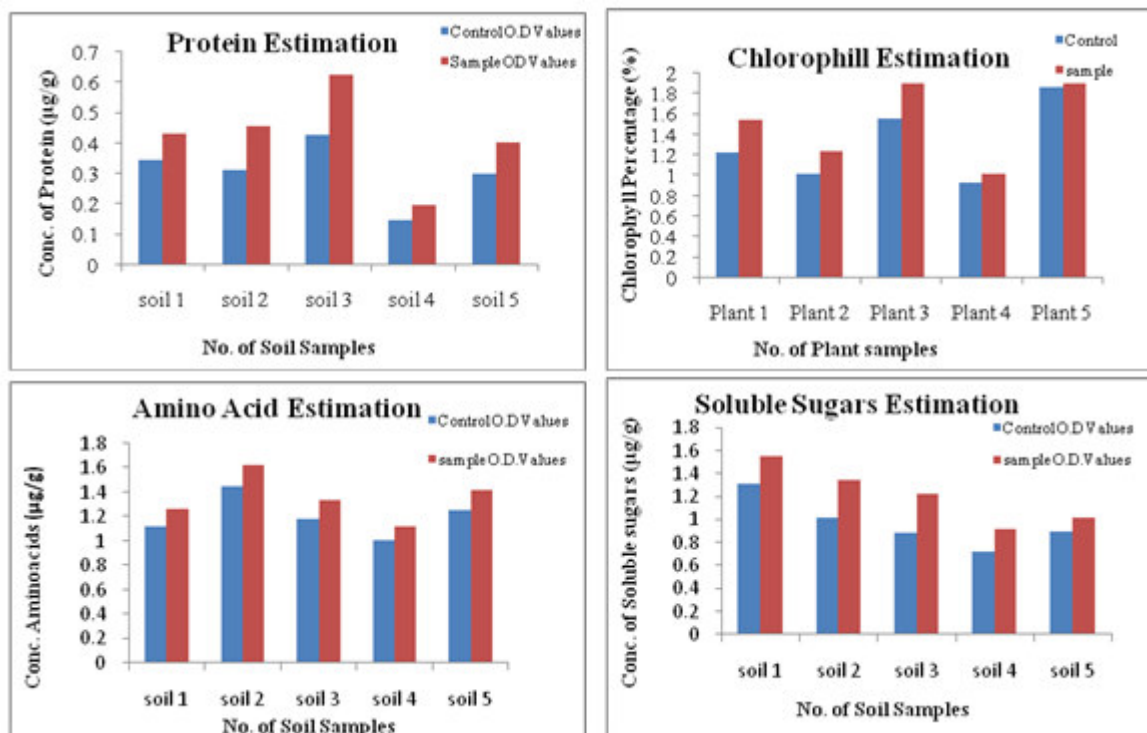 Protein Estimation
Control O.D Values
Sample OD Values
Conc. of Protein (µg/g)
0.7
0.6
0.5
0.4
0.3
0.2
0.1
0
soil 1 soil 2 soil 3 soil 4 soil 5
No. of Soil Samples
Chlorophill Estimation
Control
sample
Chlorophyll Percentage (%)
2
1.8
1.6
1.4
1.2
1
0.8
0.6
0.4
0.2
0
Plant 1 Plant 2 Plant 3 Plant 4 Plant 5
No. of Plant samples
Amino Acid Estimation
Control O.D Values
sample O.D. Values
Conc. Aminoacids (µg/g)
1.8
1.6
1.4
1.2
1
0.8
0.6
0.4
0.2
0
soil 1 soil 2 soil 3 soil 4 soil 5
No. of Soil Samples
Soluble Sugars Estimation
Control O.D Values
sample O.D. Values
Conc. of Soluble sugars (µg/g)
1.8
1.6
1.4
1.2
1
0.8
0.6
0.4
0.2
0
soil 1 soil 2 soil 3 soil 4 soil 5
No. of Soil Samples